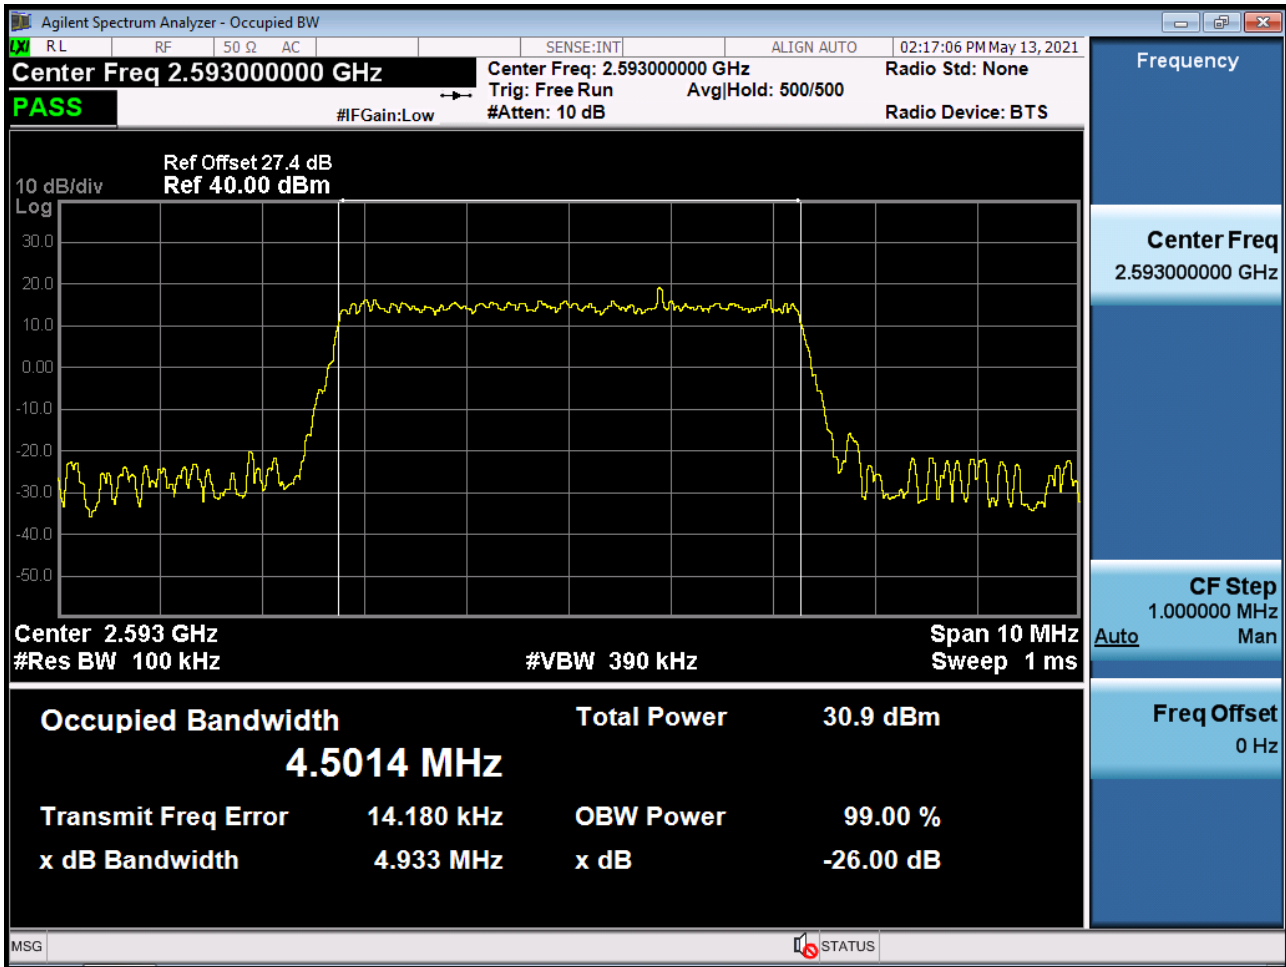 Agilent Spectrum Analyzer - Occupied BW
LXI RL RF 50 Ω AC SENSE:INT ALIGN AUTO 02:17:06 PM May 13, 2021
Center Freq 2.593000000 GHz
Center Freq: 2.593000000 GHz Radio Std: None
Trig: Free Run Avg|Hold: 500/500
PASS
#IFGain:Low #Atten: 10 dB Radio Device: BTS
Ref Offset 27.4 dB
10 dB/div Ref 40.00 dBm
Log
30.0
20.0
10.0
0.00
-10.0
-20.0
-30.0
-40.0
-50.0
Center 2.593 GHz Span 10 MHz
#Res BW 100 kHz #VBW 390 kHz Sweep 1 ms
Occupied Bandwidth Total Power 30.9 dBm
4.5014 MHz
Transmit Freq Error 14.180 kHz OBW Power 99.00 %
x dB Bandwidth 4.933 MHz x dB -26.00 dB
MSG STATUS
Frequency
Center Freq
2.593000000 GHz
CF Step
1.000000 MHz
Auto Man
Freq Offset
0 Hz